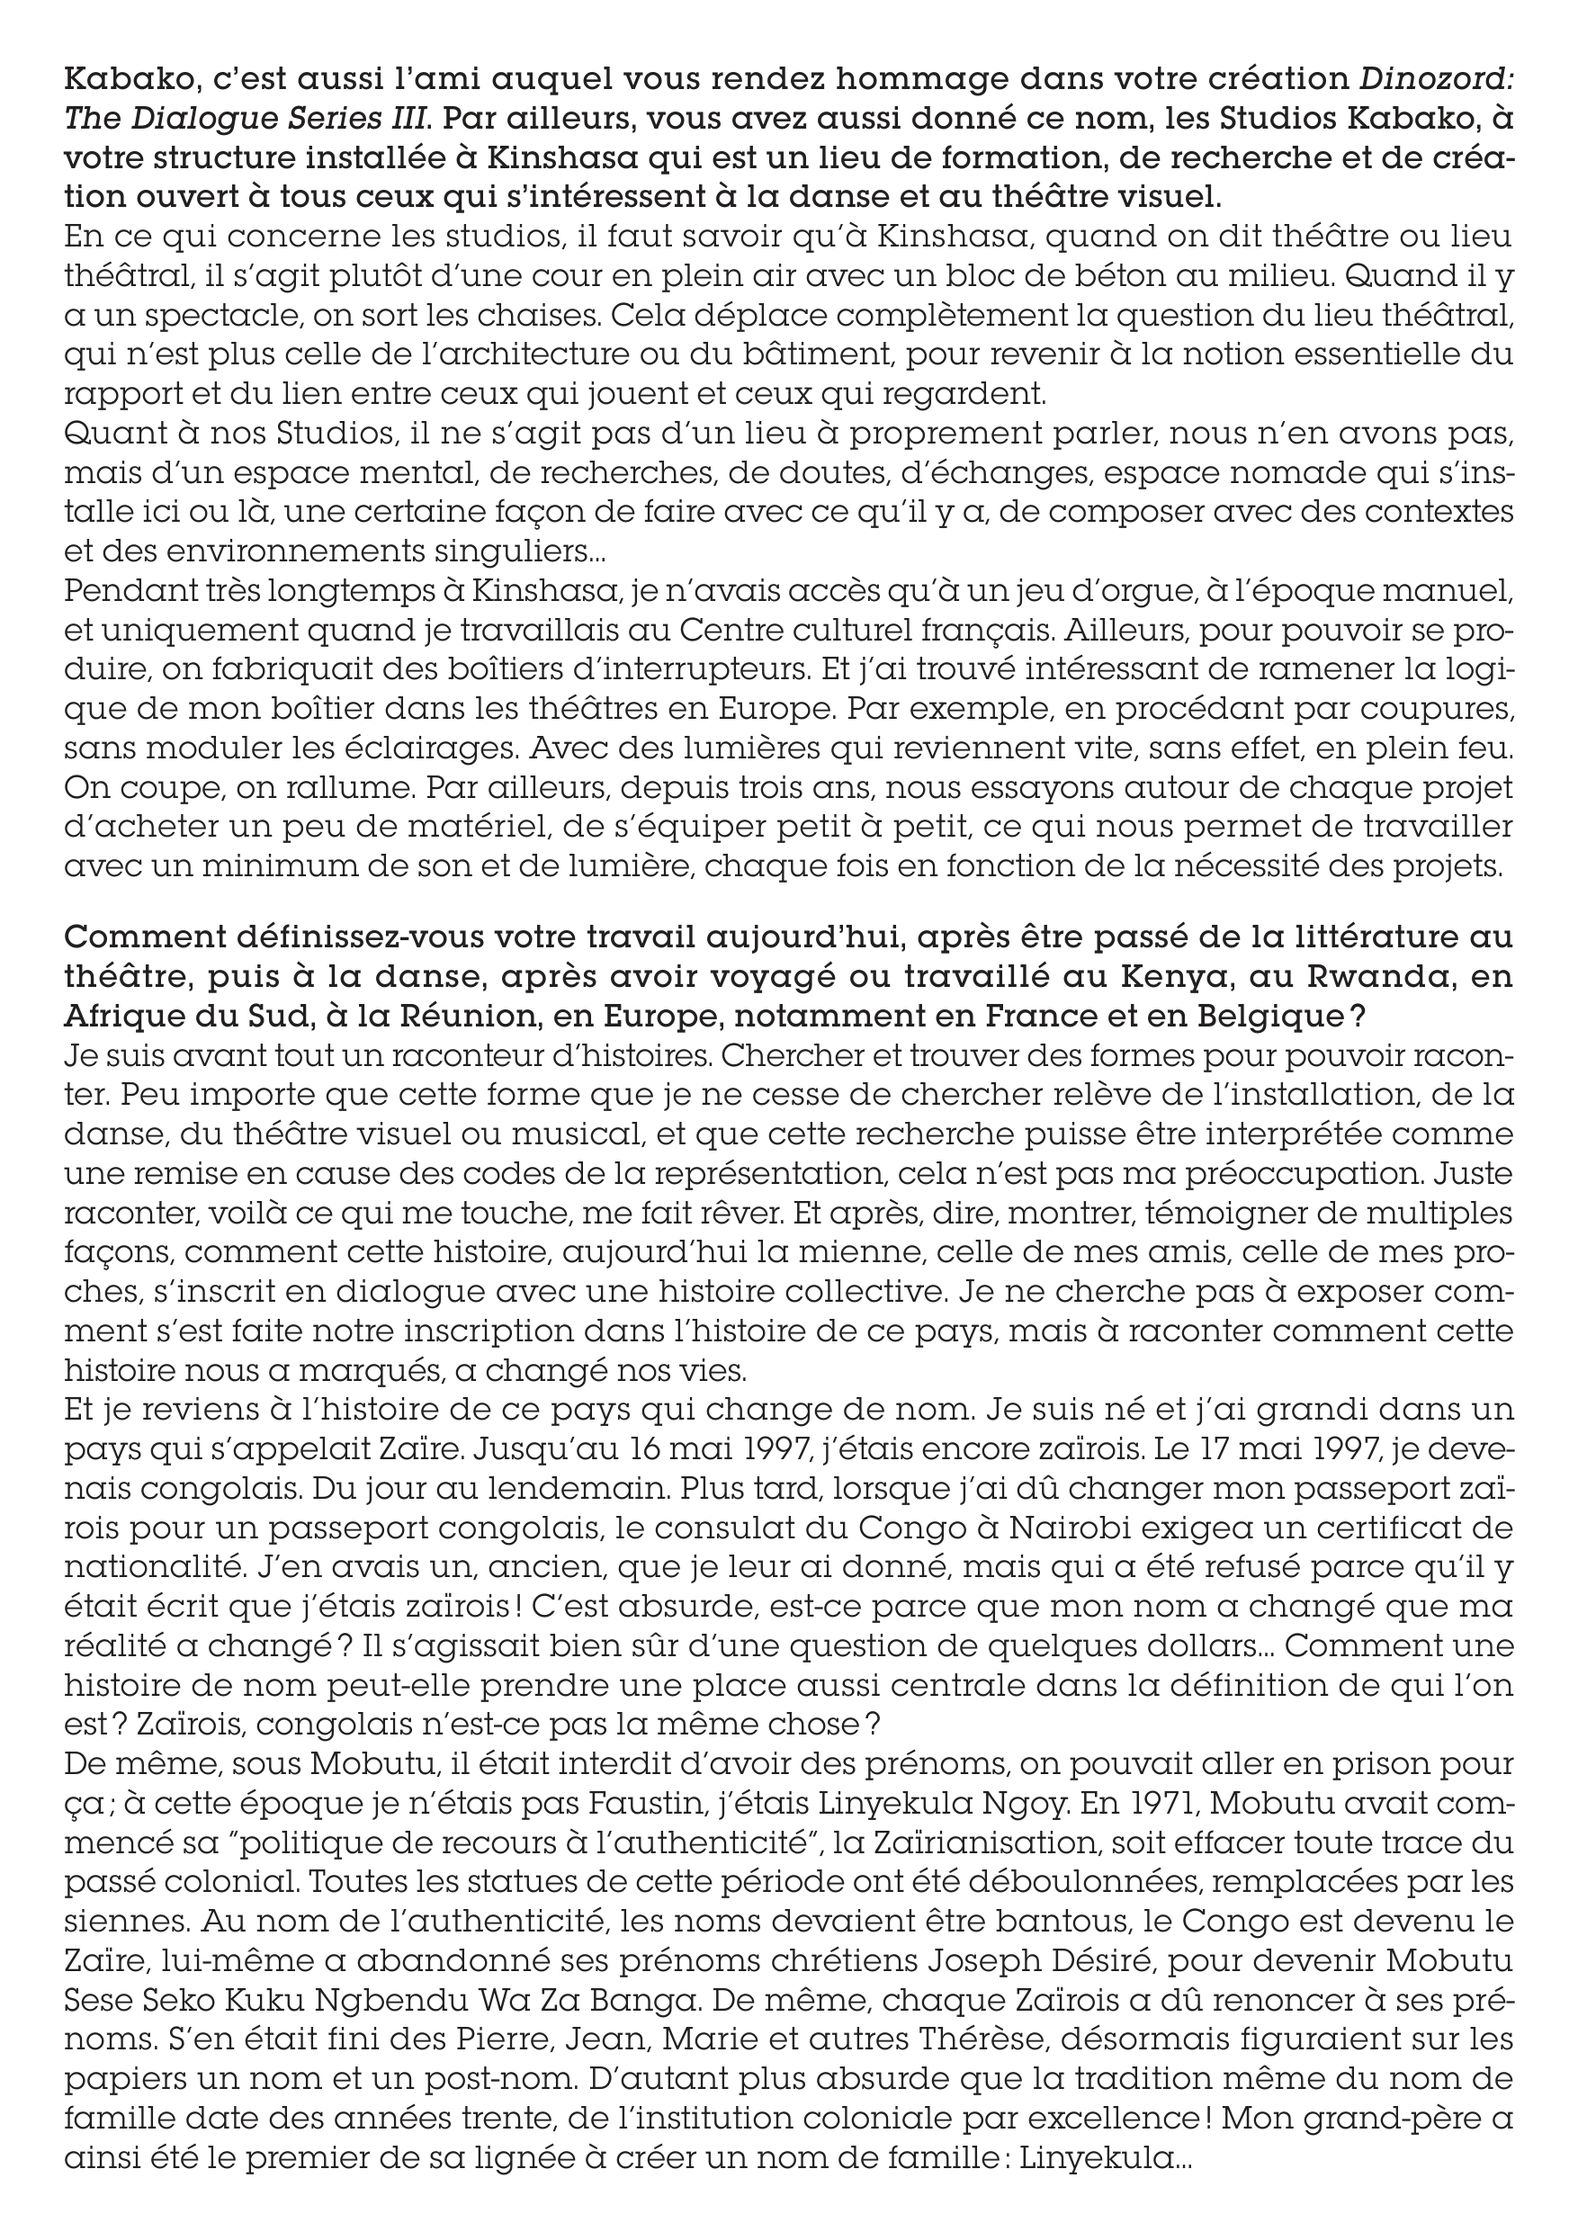 Kabako, c’est aussi l’ami auquel vous rendez hommage dans votre création Dinozord:
The Dialogue Series III. Par ailleurs, vous avez aussi donné ce nom, les Studios Kabako, à
votre structure installée à Kinshasa qui est un lieu de formation, de recherche et de créa-
tion ouvert à tous ceux qui s’intéressent à la danse et au théâtre visuel.
En ce qui concerne les studios, il faut savoir qu’à Kinshasa, quand on dit théâtre ou lieu
théâtral, il s’agit plutôt d’une cour en plein air avec un bloc de béton au milieu. Quand il y
a un spectacle, on sort les chaises. Cela déplace complètement la question du lieu théâtral,
qui n’est plus celle de l’architecture ou du bâtiment, pour revenir à la notion essentielle du
rapport et du lien entre ceux qui jouent et ceux qui regardent.
Quant à nos Studios, il ne s’agit pas d’un lieu à proprement parler, nous n’en avons pas,
mais d’un espace mental, de recherches, de doutes, d’échanges, espace nomade qui s’ins-
talle ici ou là, une certaine façon de faire avec ce qu’il y a, de composer avec des contextes
et des environnements singuliers…
Pendant très longtemps à Kinshasa, je n’avais accès qu’à un jeu d’orgue, à l’époque manuel,
et uniquement quand je travaillais au Centre culturel français. Ailleurs, pour pouvoir se pro-
duire, on fabriquait des boîtiers d’interrupteurs. Et j’ai trouvé intéressant de ramener la logi-
que de mon boîtier dans les théâtres en Europe. Par exemple, en procédant par coupures,
sans moduler les éclairages. Avec des lumières qui reviennent vite, sans effet, en plein feu.
On coupe, on rallume. Par ailleurs, depuis trois ans, nous essayons autour de chaque projet
d’acheter un peu de matériel, de s’équiper petit à petit, ce qui nous permet de travailler
avec un minimum de son et de lumière, chaque fois en fonction de la nécessité des projets.
Comment définissez-vous votre travail aujourd’hui, après être passé de la littérature au
théâtre, puis à la danse, après avoir voyagé ou travaillé au Kenya, au Rwanda, en
Afrique du Sud, à la Réunion, en Europe, notamment en France et en Belgique ?
Je suis avant tout un raconteur d’histoires. Chercher et trouver des formes pour pouvoir racon-
ter. Peu importe que cette forme que je ne cesse de chercher relève de l’installation, de la
danse, du théâtre visuel ou musical, et que cette recherche puisse être interprétée comme
une remise en cause des codes de la représentation, cela n’est pas ma préoccupation. Juste
raconter, voilà ce qui me touche, me fait rêver. Et après, dire, montrer, témoigner de multiples
façons, comment cette histoire, aujourd’hui la mienne, celle de mes amis, celle de mes pro-
ches, s’inscrit en dialogue avec une histoire collective. Je ne cherche pas à exposer com-
ment s’est faite notre inscription dans l’histoire de ce pays, mais à raconter comment cette
histoire nous a marqués, a changé nos vies.
Et je reviens à l’histoire de ce pays qui change de nom. Je suis né et j’ai grandi dans un
pays qui s’appelait Zaïre. Jusqu’au 16 mai 1997, j’étais encore zaïrois. Le 17 mai 1997, je deve-
nais congolais. Du jour au lendemain. Plus tard, lorsque j’ai dû changer mon passeport zaï-
rois pour un passeport congolais, le consulat du Congo à Nairobi exigea un certificat de
nationalité. J’en avais un, ancien, que je leur ai donné, mais qui a été refusé parce qu’il y
était écrit que j’étais zaïrois ! C’est absurde, est-ce parce que mon nom a changé que ma
réalité a changé ? Il s’agissait bien sûr d’une question de quelques dollars… Comment une
histoire de nom peut-elle prendre une place aussi centrale dans la définition de qui l’on
est ? Zaïrois, congolais n’est-ce pas la même chose ?
De même, sous Mobutu, il était interdit d’avoir des prénoms, on pouvait aller en prison pour
ça ; à cette époque je n’étais pas Faustin, j’étais Linyekula Ngoy. En 1971, Mobutu avait com-
mencé sa “politique de recours à l’authenticité”, la Zaïrianisation, soit effacer toute trace du
passé colonial. Toutes les statues de cette période ont été déboulonnées, remplacées par les
siennes. Au nom de l’authenticité, les noms devaient être bantous, le Congo est devenu le
Zaïre, lui-même a abandonné ses prénoms chrétiens Joseph Désiré, pour devenir Mobutu
Sese Seko Kuku Ngbendu Wa Za Banga. De même, chaque Zaïrois a dû renoncer à ses pré-
noms. S’en était fini des Pierre, Jean, Marie et autres Thérèse, désormais figuraient sur les
papiers un nom et un post-nom. D’autant plus absurde que la tradition même du nom de
famille date des années trente, de l’institution coloniale par excellence ! Mon grand-père a
ainsi été le premier de sa lignée à créer un nom de famille : Linyekula…